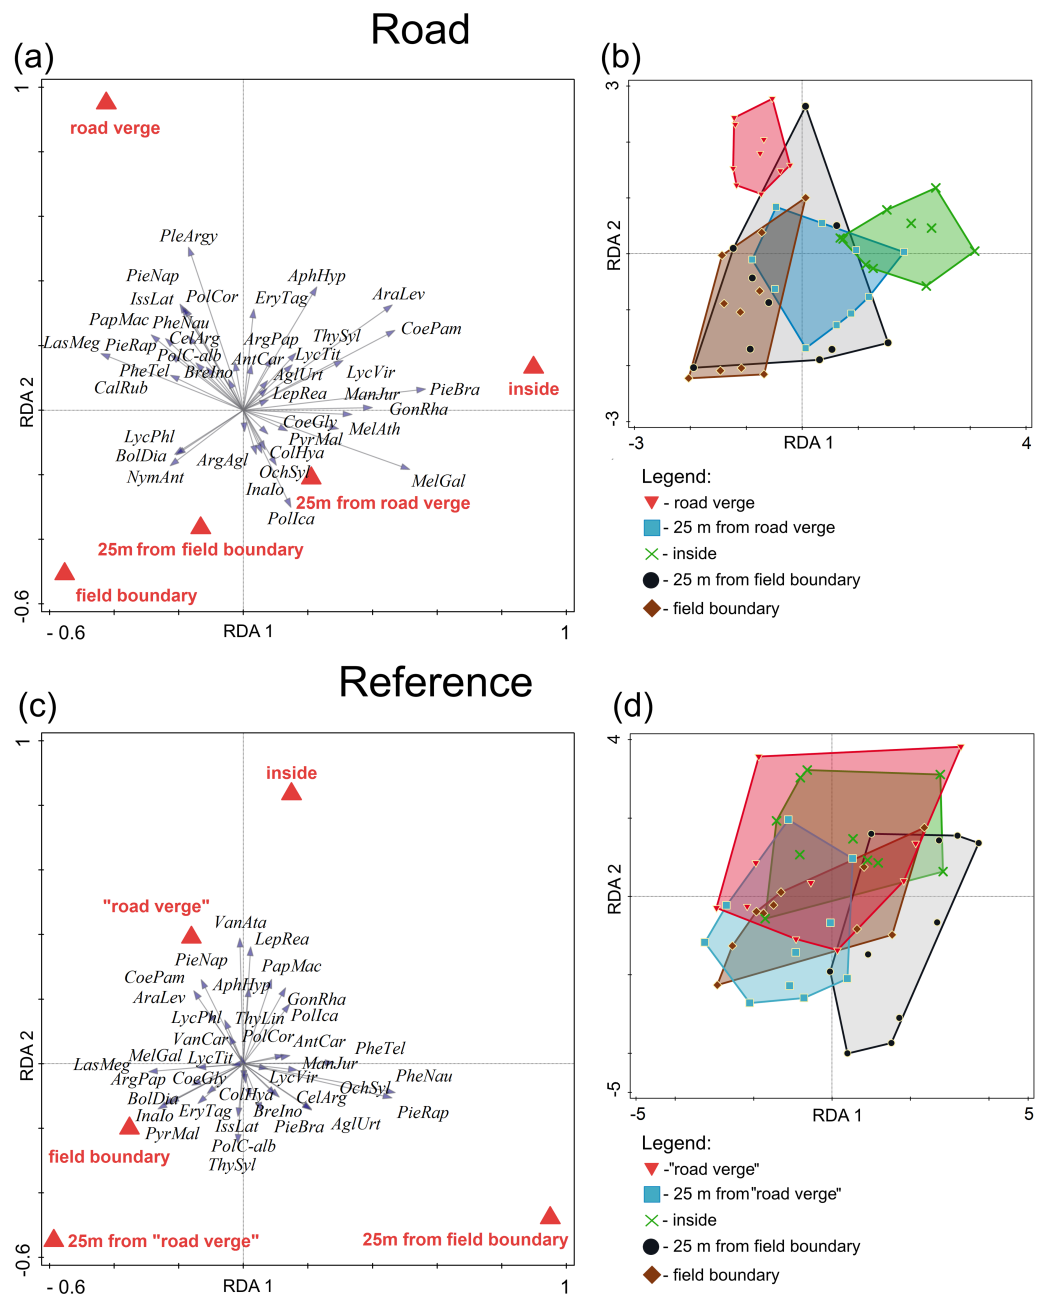 Road
(a)
1
road verge
PleArgy
PieNap
AphHyp
IssLat
PolCor
EryTag
AraLev
PapMac
PheNau
CoePam
LasMeg
PieRap
CelArg
ArgPap
ThySyl
PolC-alb
AntCar
LycTit
PheTel
BreIno
AglUrt
LycVir
inside
CalRub
LepRea
ManJur
PieBra
GonRha
CoeGly
MelAth
LycPhl
PyrMal
BolDia
ColHya
NymAnt
ArgAgl
OchSyl
MelGal
InaIo
25m from road verge
PolIca
25m from field boundary
field boundary
RDA 2
-0.6
- 0.6
RDA 1
1
(b)
3
RDA 2
-3
-3
RDA 1
4
Legend:
- road verge
- 25 m from road verge
- inside
- 25 m from field boundary
- field boundary
Reference
(c)
1
inside
"road verge"
VanAta
LepRea
PieNap
PapMac
CoePam
AphHyp
AraLev
GonRha
LycPhl
ThyLin
PolIca
VanCar
PolCor
AntCar
MelGal
LycTit
PheTel
LasMeg
ManJur
ArgPap
CoeGly
LycVir
PheNau
OchSyl
BolDia
ColHya
CelArg
InaIo
EryTag
BreIno
PieRap
PyrMal
IssLat
PieBra
AglUrt
field boundary
PolC-alb
ThySyl
25m from "road verge"
25m from field boundary
RDA 2
-0.6
- 0.6
RDA 1
1
(d)
4
RDA 2
-5
-5
RDA 1
5
Legend:
-"road verge"
- 25 m from "road verge"
- inside
- 25 m from field boundary
- field boundary